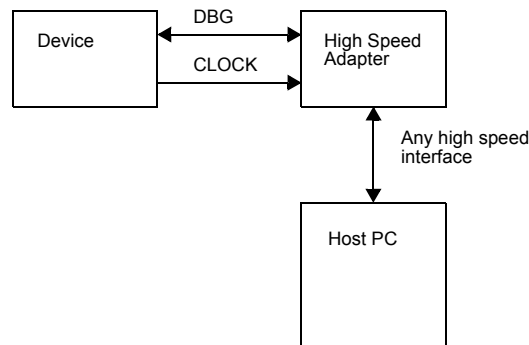 DBG
Device
High Speed
Adapter
CLOCK
Any high speed
interface
Host PC